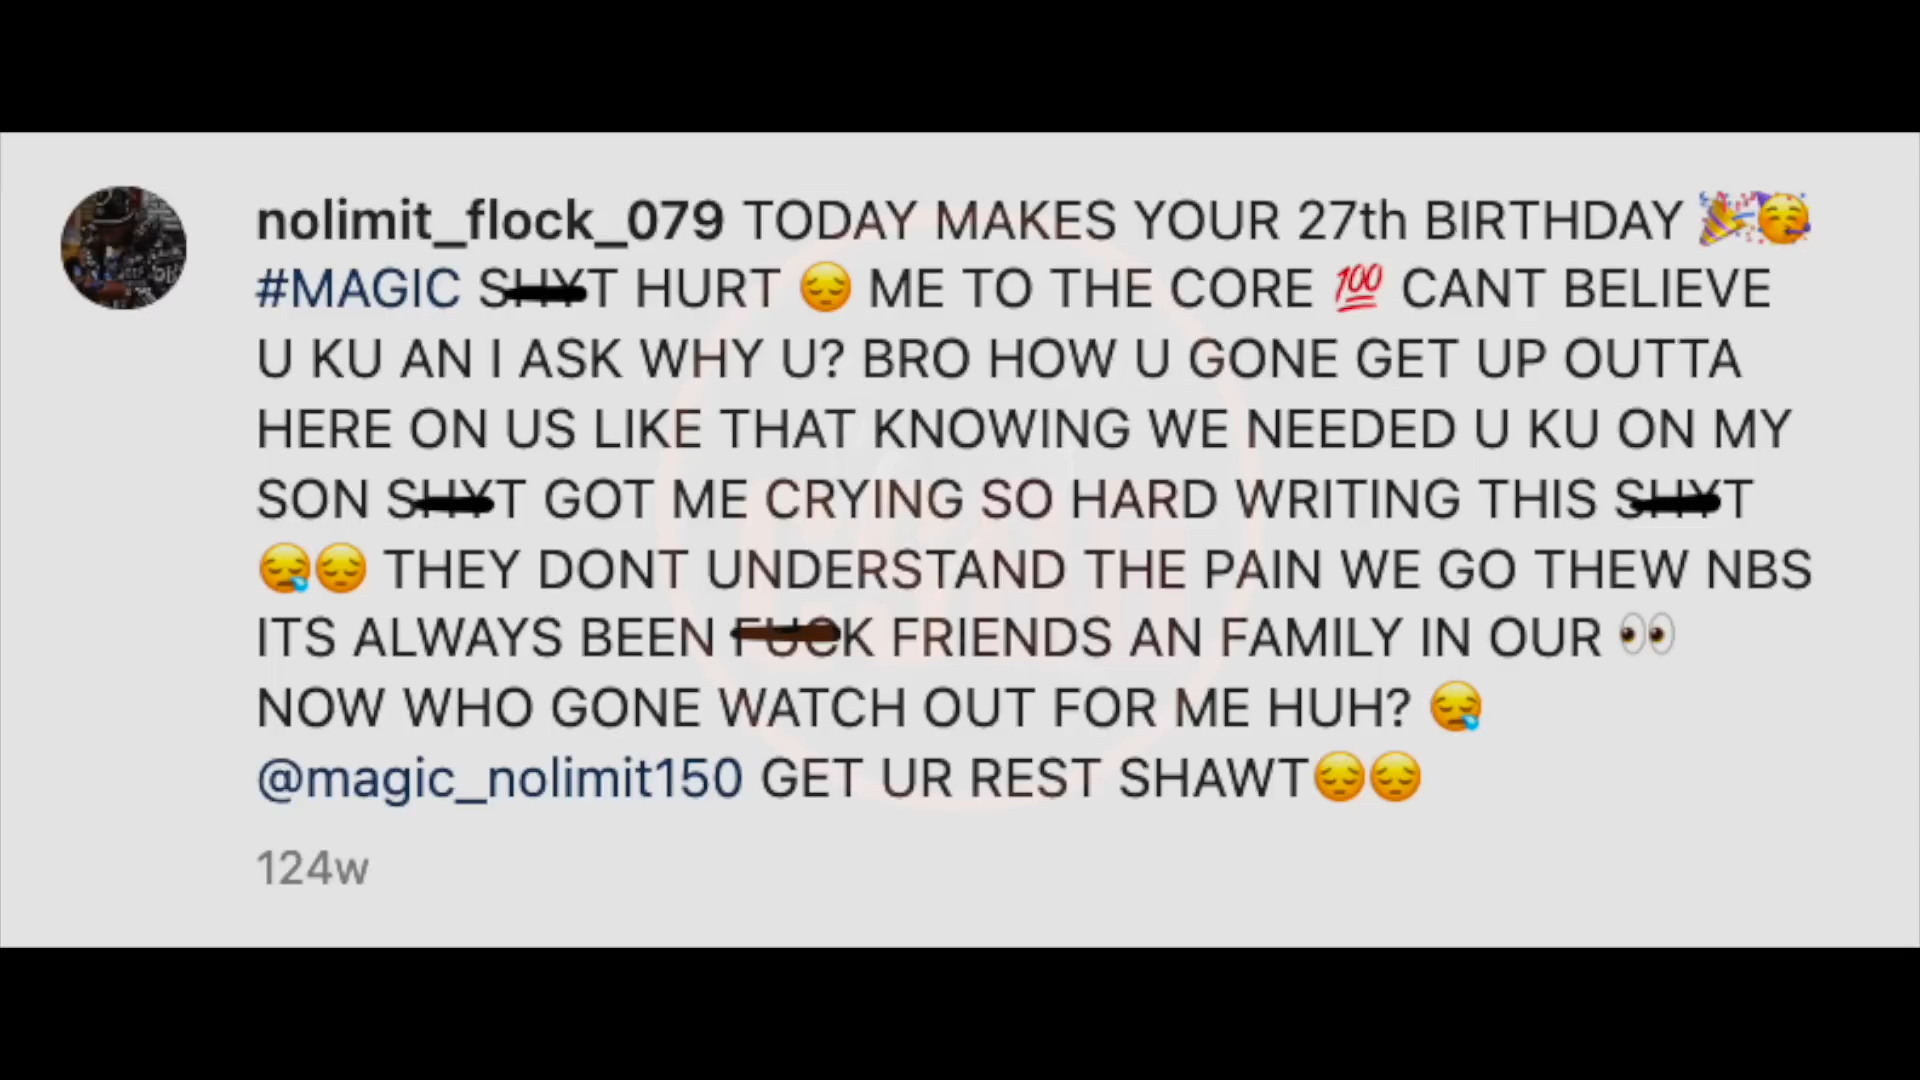 nolimit_flock_079 TODAY MAKES YOUR 27th BIRTHDAY 🎉🥳
#MAGIC SHYT HURT 😔 ME TO THE CORE 💯 CANT BELIEVE
U KU AN I ASK WHY U? BRO HOW U GONE GET UP OUTTA
HERE ON US LIKE THAT KNOWING WE NEEDED U KU ON MY
SON SHYT GOT ME CRYING SO HARD WRITING THIS SHYT
😪😔 THEY DONT UNDERSTAND THE PAIN WE GO THEW NBS
ITS ALWAYS BEEN FUCK FRIENDS AN FAMILY IN OUR 👀
NOW WHO GONE WATCH OUT FOR ME HUH? 😪
@magic_nolimit150 GET UR REST SHAWT😔😔
124w